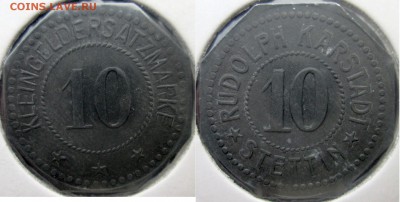 COINS.LAVE.RU
KLEINGELDERSATZMARKE
10
RUDOLPH KARSTADT
10
STETTIN